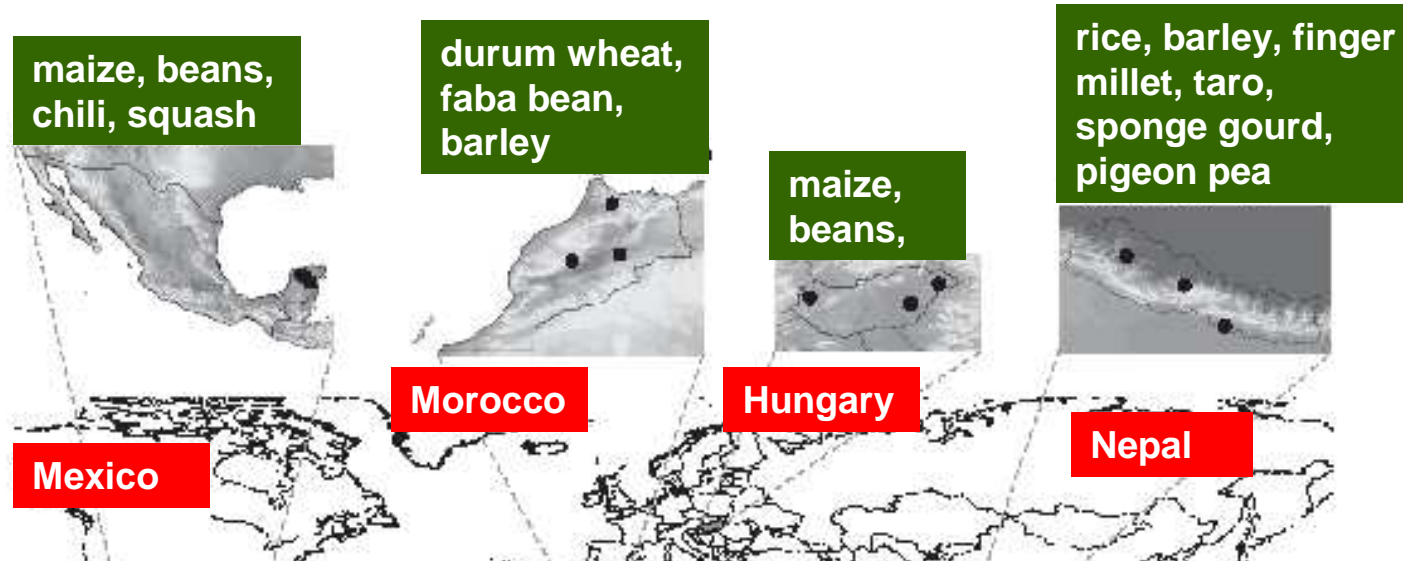 maize, beans,
chili, squash
durum wheat,
faba bean,
barley
maize,
beans,
rice, barley, finger
millet, taro,
sponge gourd,
pigeon pea
Mexico
Morocco
Hungary
Nepal